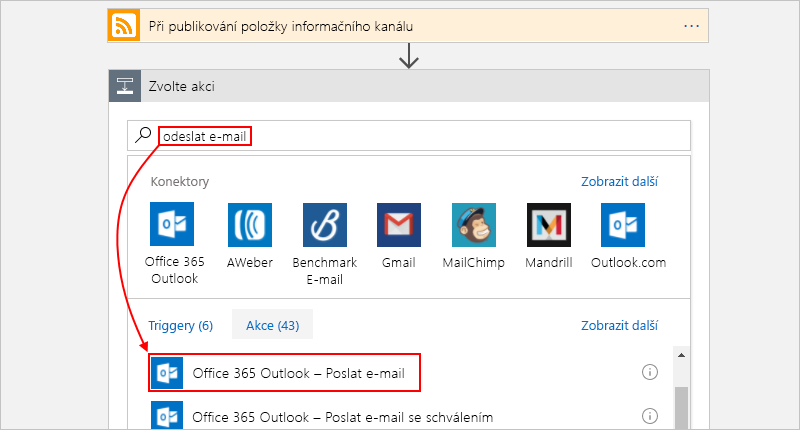 Při publikování položky informačního kanálu
Zvolte akci
odeslat e-mail
Konektory
Zobrazit další
Office 365 Outlook
AWeber
Benchmark E-mail
Gmail
MailChimp
Mandrill
Outlook.com
Triggery (6)
Akce (43)
Zobrazit další
Office 365 Outlook – Poslat e-mail
Office 365 Outlook – Poslat e-mail se schválením